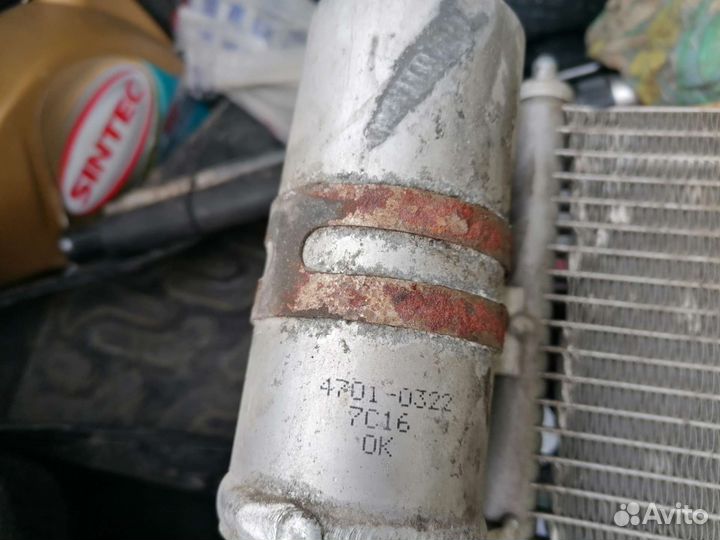 SINTEC
4701-0322
7C16
OK
Avito